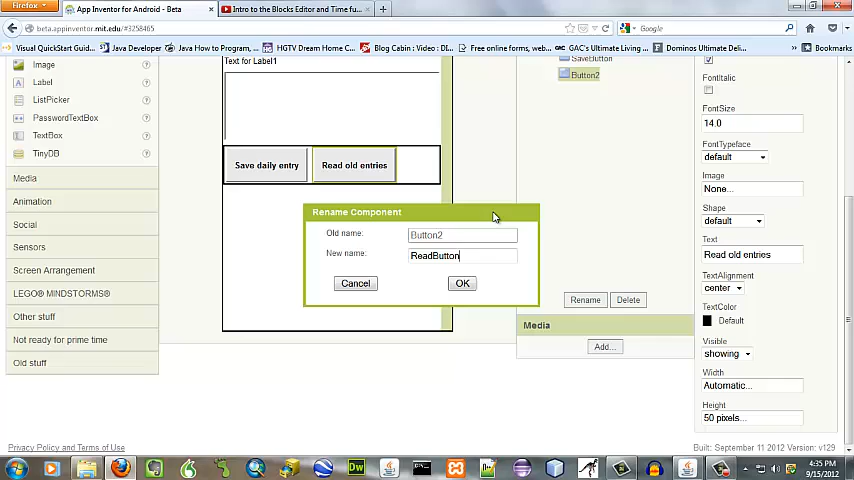 Firefox
App Inventor for Android - Beta
Intro to the Blocks Editor and Time fu...
beta.appinventor.mit.edu/#3258465
Google
Visual QuickStart Guid...
Java How to Program, ...
HGTV Dream Home C...
Blog Cabin : Video : DI...
Free online forms, web...
GAC's Ultimate Living ...
Dominos Ultimate Deli...
Bookmarks
Image
Label
ListPicker
PasswordTextBox
TextBox
TinyDB
Media
Animation
Social
Sensors
Screen Arrangement
LEGO® MINDSTORMS®
Other stuff
Not ready for prime time
Old stuff
Text for Label1
Save daily entry
Read old entries
Rename Component
Old name:
Button2
New name:
ReadButton
Cancel
OK
SaveButton
Button2
Rename
Delete
Media
Add...
FontItalic
FontSize
14.0
FontTypeface
default
Image
None...
Shape
default
Text
Read old entries
TextAlignment
center
TextColor
Default
Visible
showing
Width
Automatic...
Height
50 pixels...
Privacy Policy and Terms of Use
Built: September 11 2012 Version: v129
Dw
4:35 PM
9/15/2012